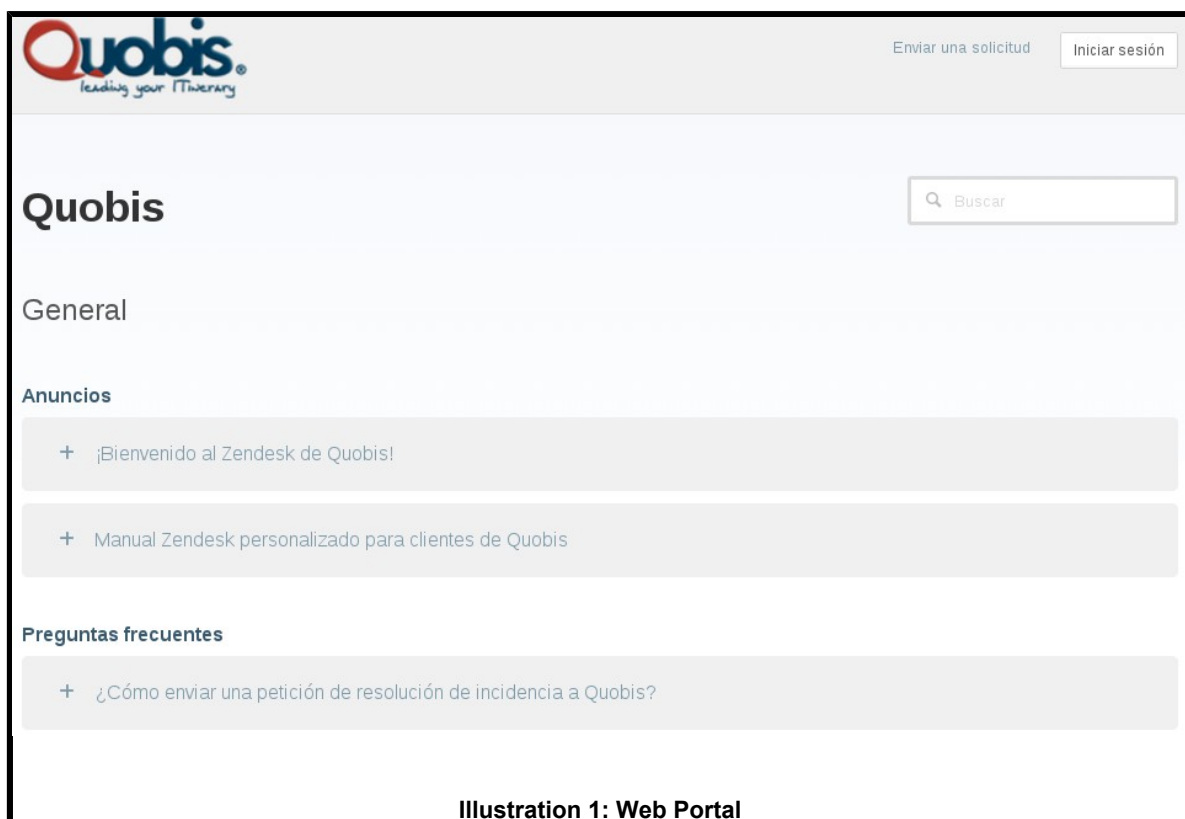 Quobis®
leading your ITinerary
Enviar una solicitud
Iniciar sesión
Quobis
Buscar
General
Anuncios
+ ¡Bienvenido al Zendesk de Quobis!
+ Manual Zendesk personalizado para clientes de Quobis
Preguntas frecuentes
+ ¿Cómo enviar una petición de resolución de incidencia a Quobis?
Illustration 1: Web Portal